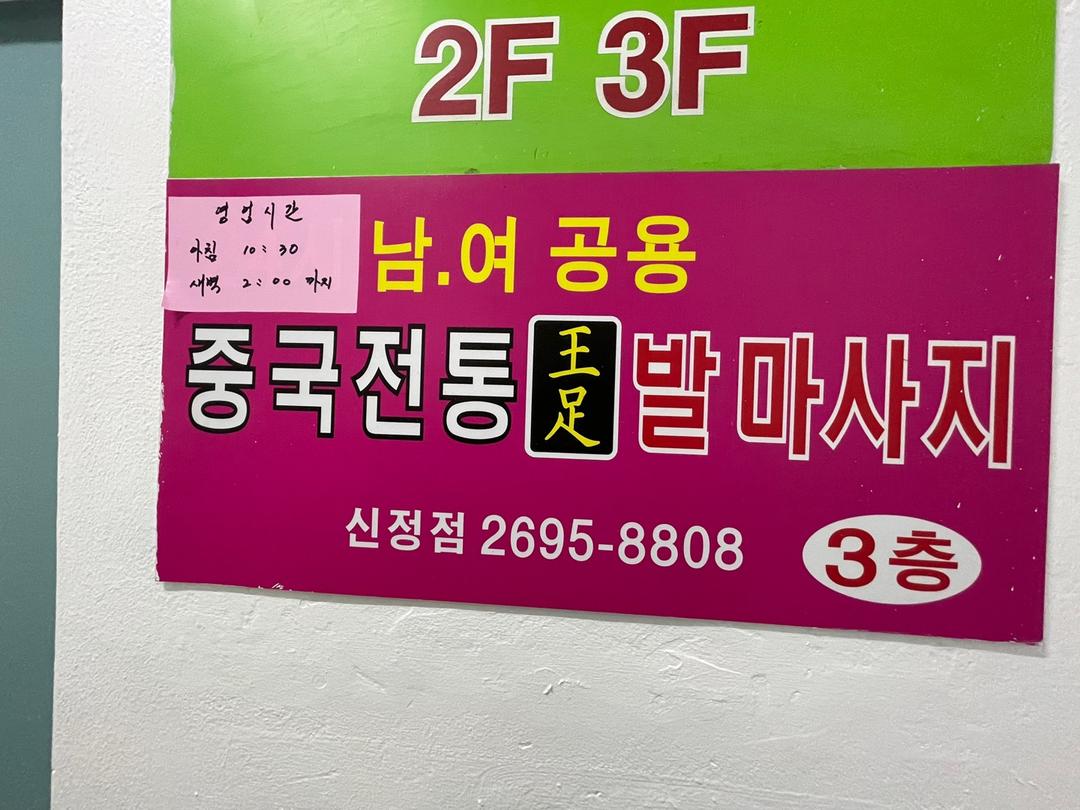 2F 3F
영업시간
아침 10:30
새벽 2:00 까지
남.여 공용
중국전통 王足 발 마사지
신정점 2695-8808
3층